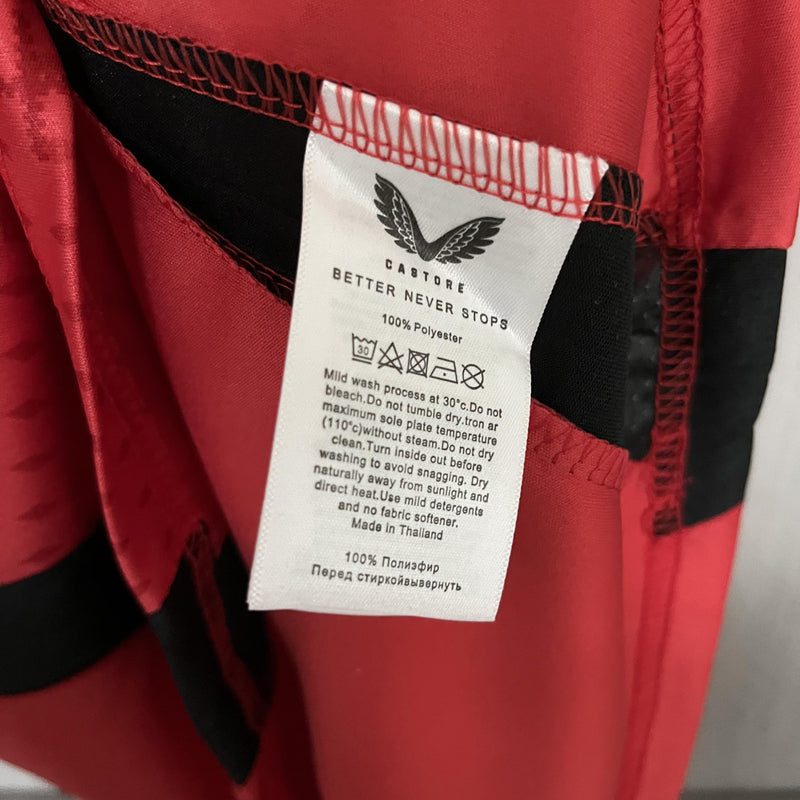 CASTORE
BETTER NEVER STOPS
100% Polyester
30
Mild wash process at 30°c.Do not
bleach.Do not tumble dry.tron ar
maximum sole plate temperature
(110°c)without steam.Do not dry
clean.Turn inside out before
washing to avoid snagging. Dry
naturally away from sunlight and
direct heat.Use mild detergents
and no fabric softener.
Made in Thailand
100% Полиэфир
Перед стиркойвывернуть